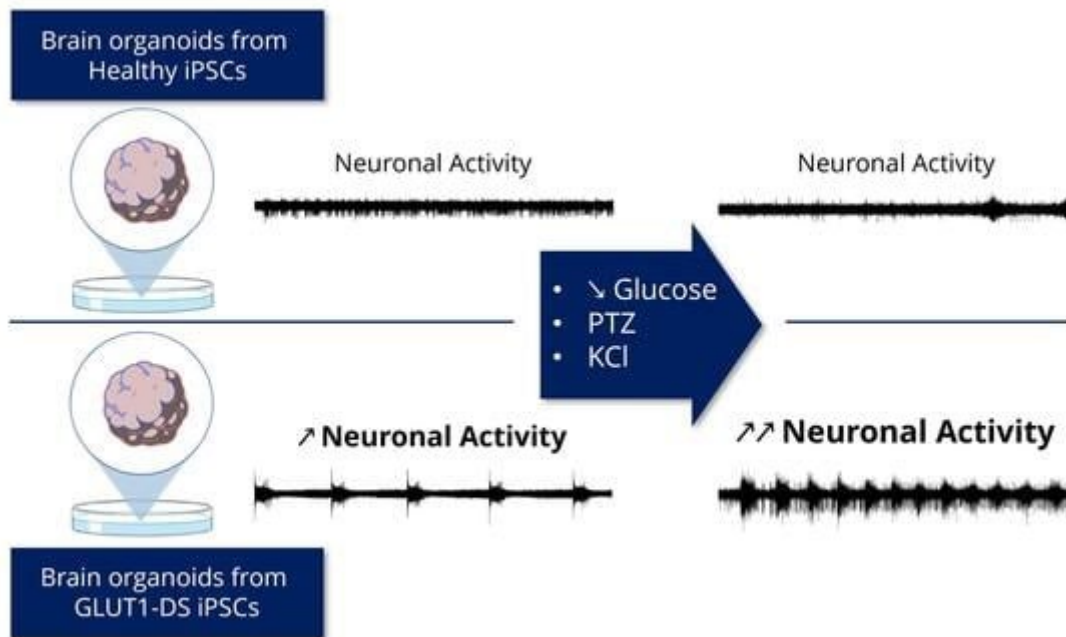 Brain organoids from
Healthy iPSCs
Neuronal Activity
Neuronal Activity
• ↘ Glucose
• PTZ
• KCl
↗ Neuronal Activity
↗↗ Neuronal Activity
Brain organoids from
GLUT1-DS iPSCs